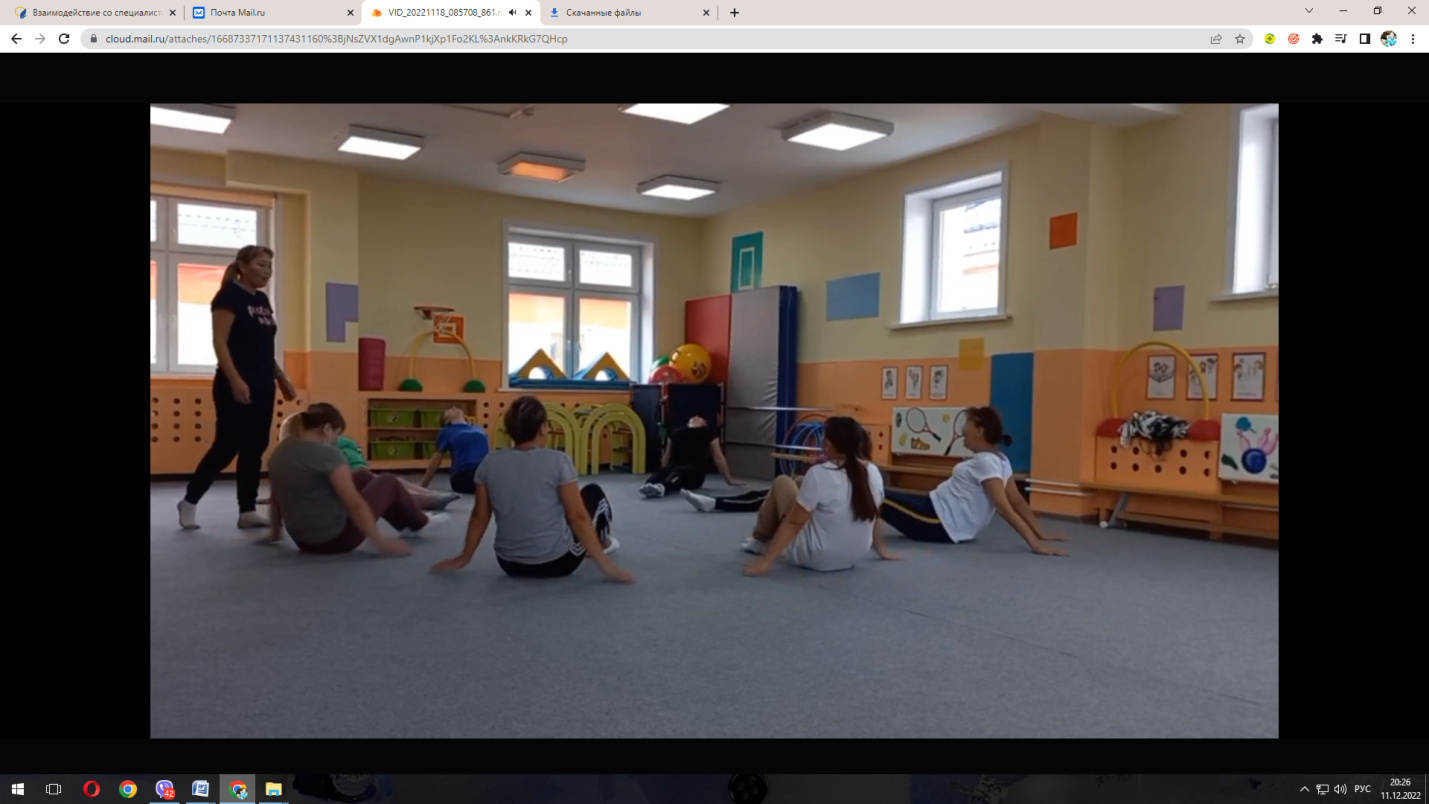 Взаимодействие со специалист
Почта Mail.ru
VID_20221118_085708_861.m
Скачанные файлы
cloud.mail.ru/attaches/16687337171137431160%3BjNsZVX1dgAwnP1kjXp1Fo2KL%3AnkKRkG7QHcp
42
РУС
20:26
11.12.2022